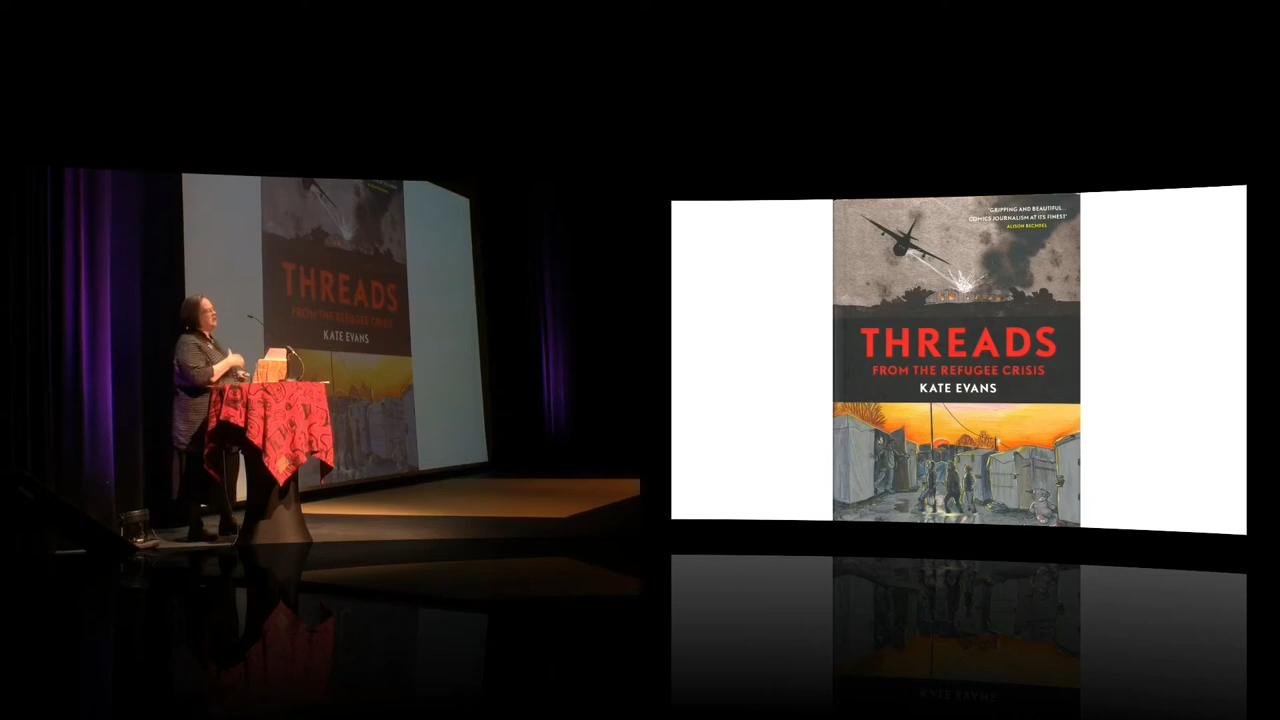 THREADS
FROM THE REFUGEE CRISIS
KATE EVANS
'GRIPPING AND BEAUTIFUL...
COMICS JOURNALISM AT ITS FINEST'
ALISON BECHDEL
THREADS
FROM THE REFUGEE CRISIS
KATE EVANS